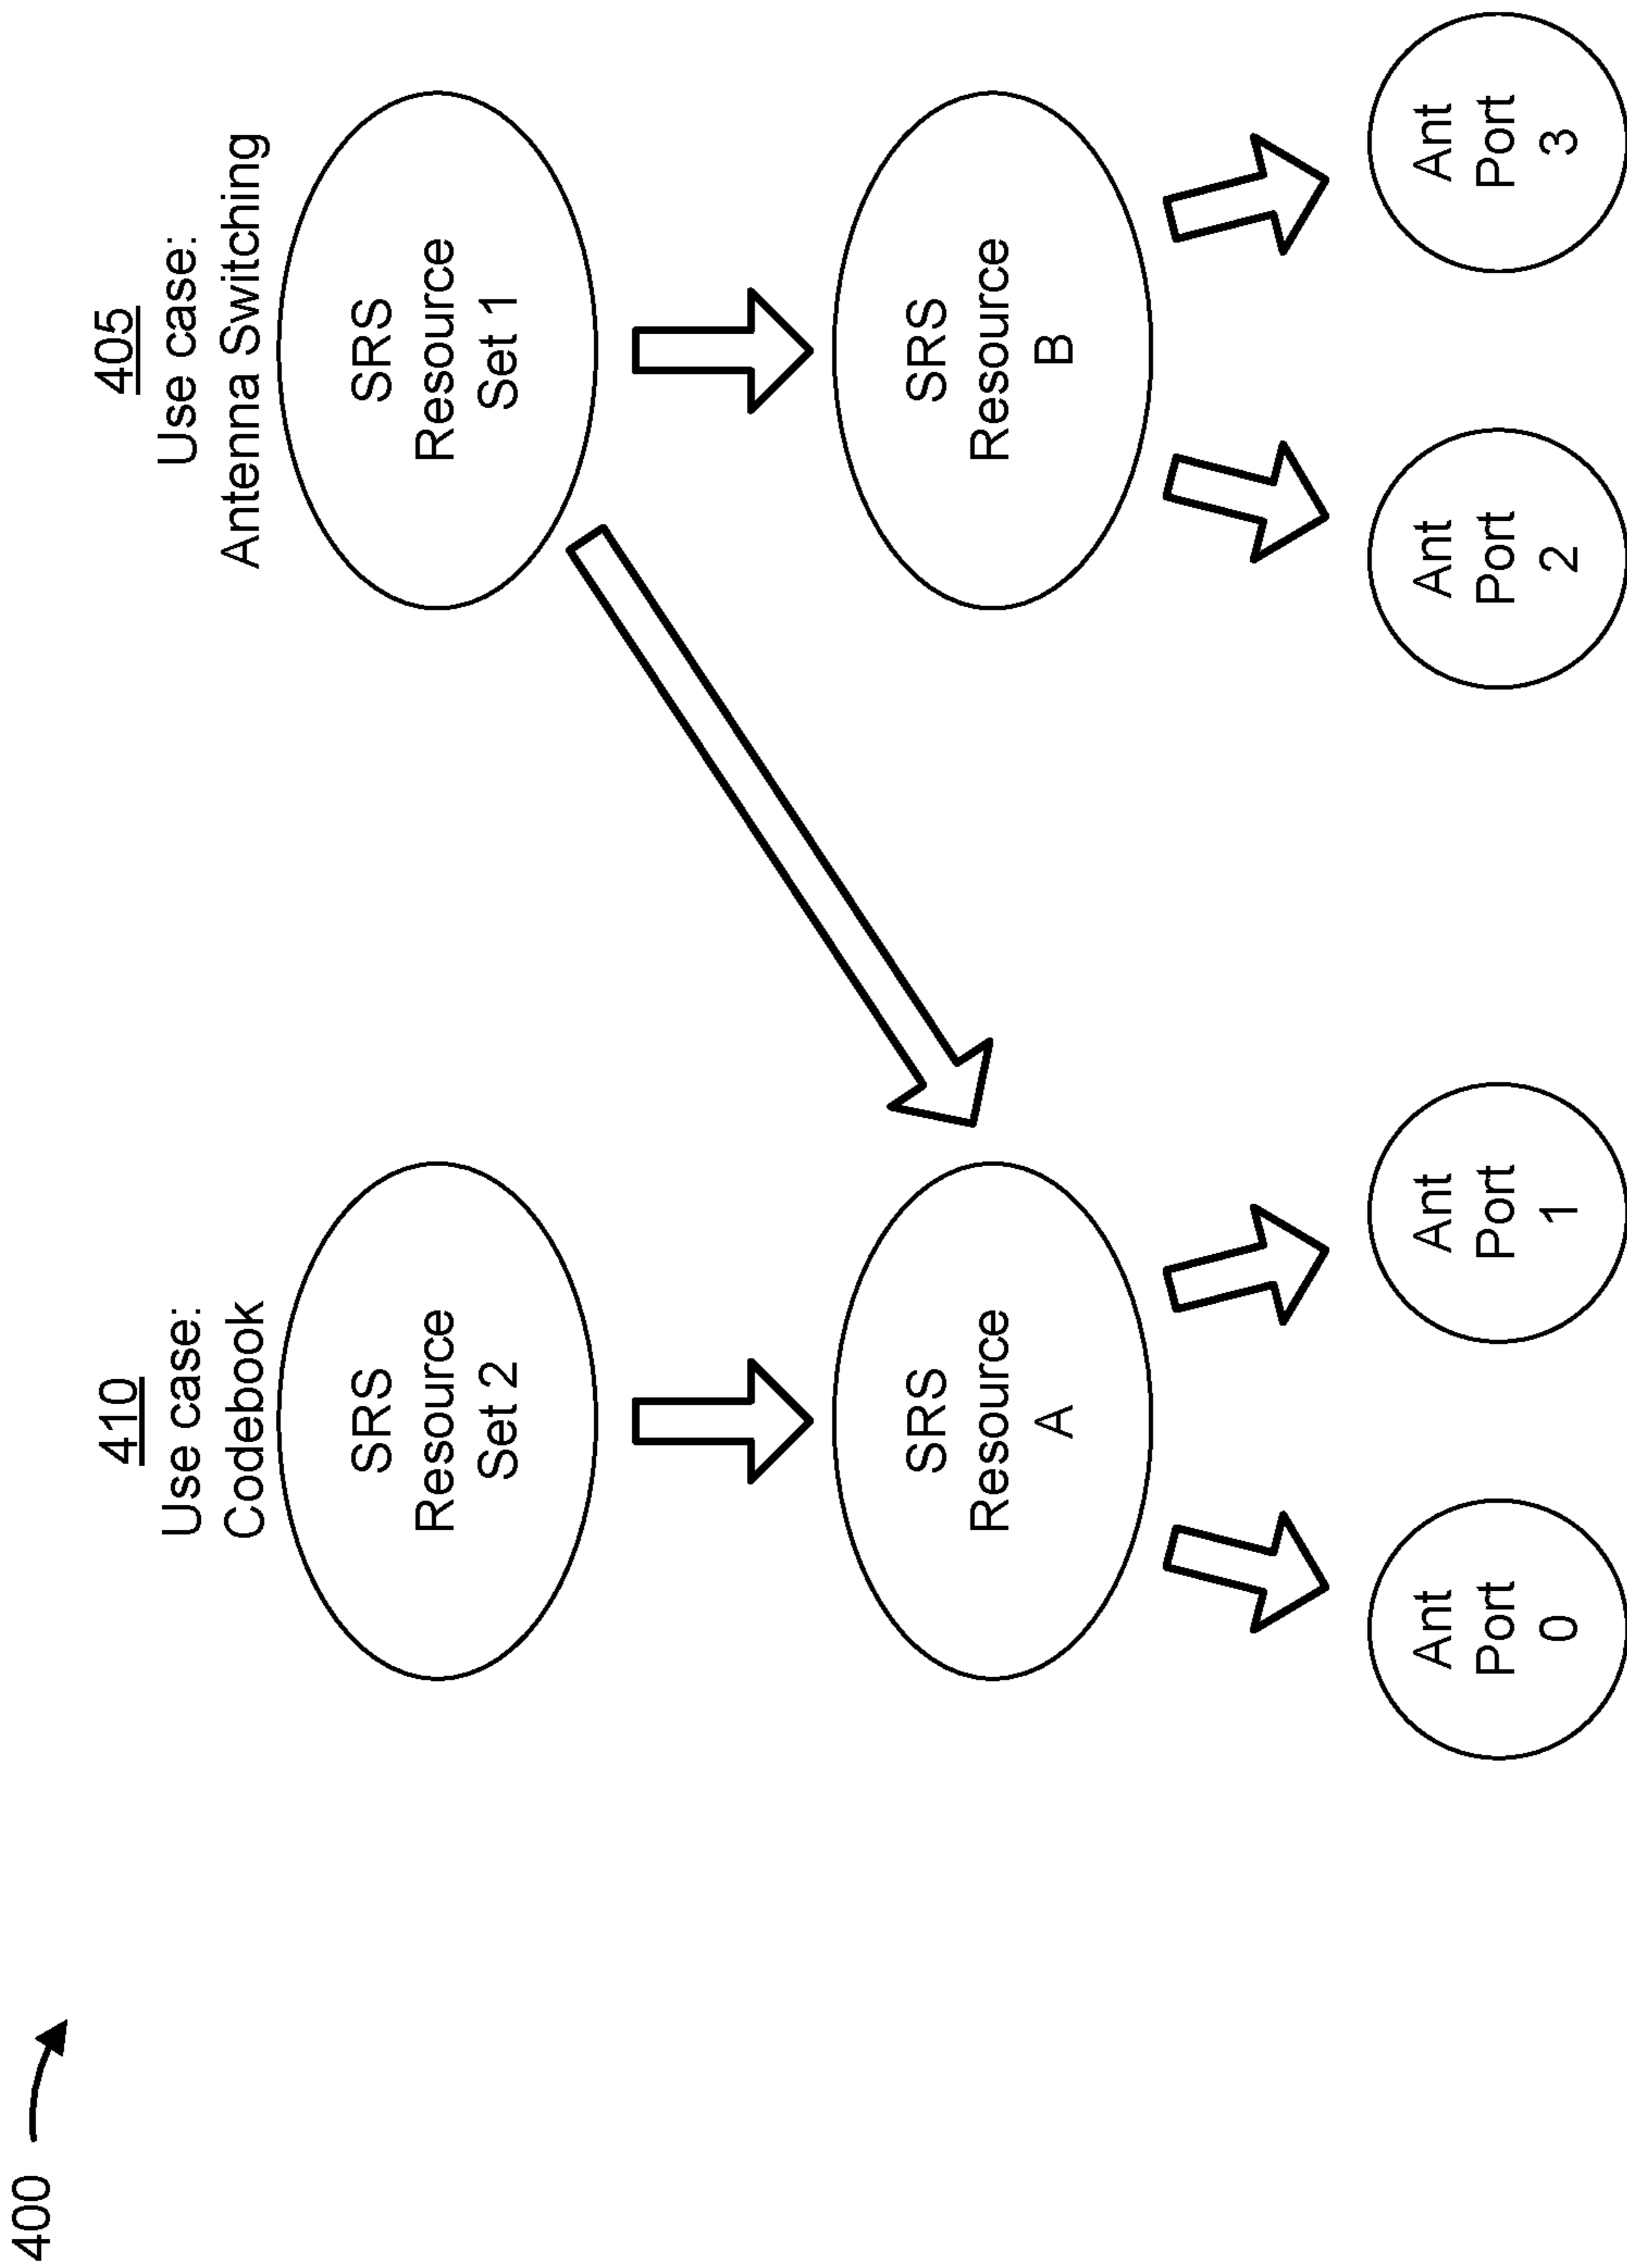 400
410
Use case:
Codebook
405
Use case:
Antenna Switching
SRS
Resource
Set 2
SRS
Resource
Set 1
SRS
Resource
A
SRS
Resource
B
Ant
Port
0
Ant
Port
1
Ant
Port
2
Ant
Port
3